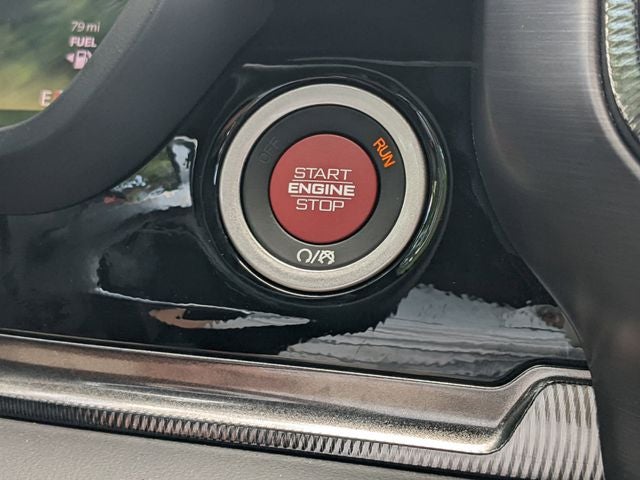 79 mi
FUEL
E
OFF
RUN
START
ENGINE
STOP